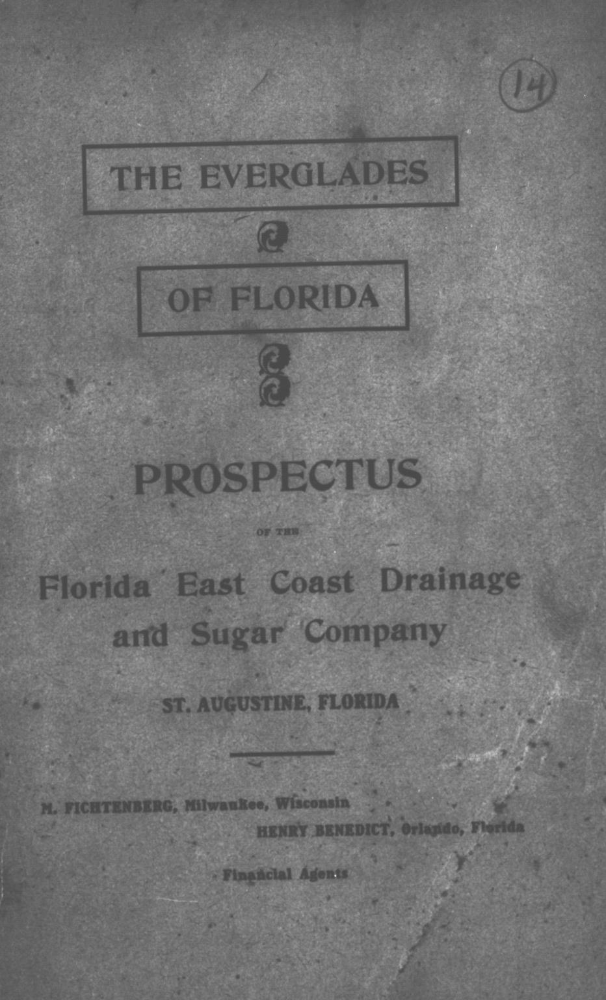 14
THE EVERGLADES
OF FLORIDA
PROSPECTUS
OF THE
Florida East Coast Drainage
and Sugar Company
ST. AUGUSTINE, FLORIDA
M. FICHTENBERG, Milwaukee, Wisconsin
HENRY BENEDICT, Orlando, Florida
Financial Agents